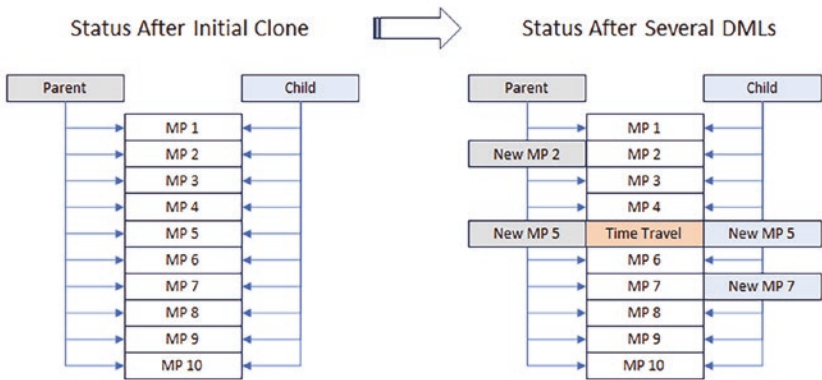 Status After Initial Clone
Parent
Child
MP 1
MP 2
MP 3
MP 4
MP 5
MP 6
MP 7
MP 8
MP 9
MP 10
Status After Several DMLs
Parent
Child
MP 1
New MP 2 MP 2
MP 3
MP 4
New MP 5 Time Travel New MP 5
MP 6
MP 7 New MP 7
MP 8
MP 9
MP 10